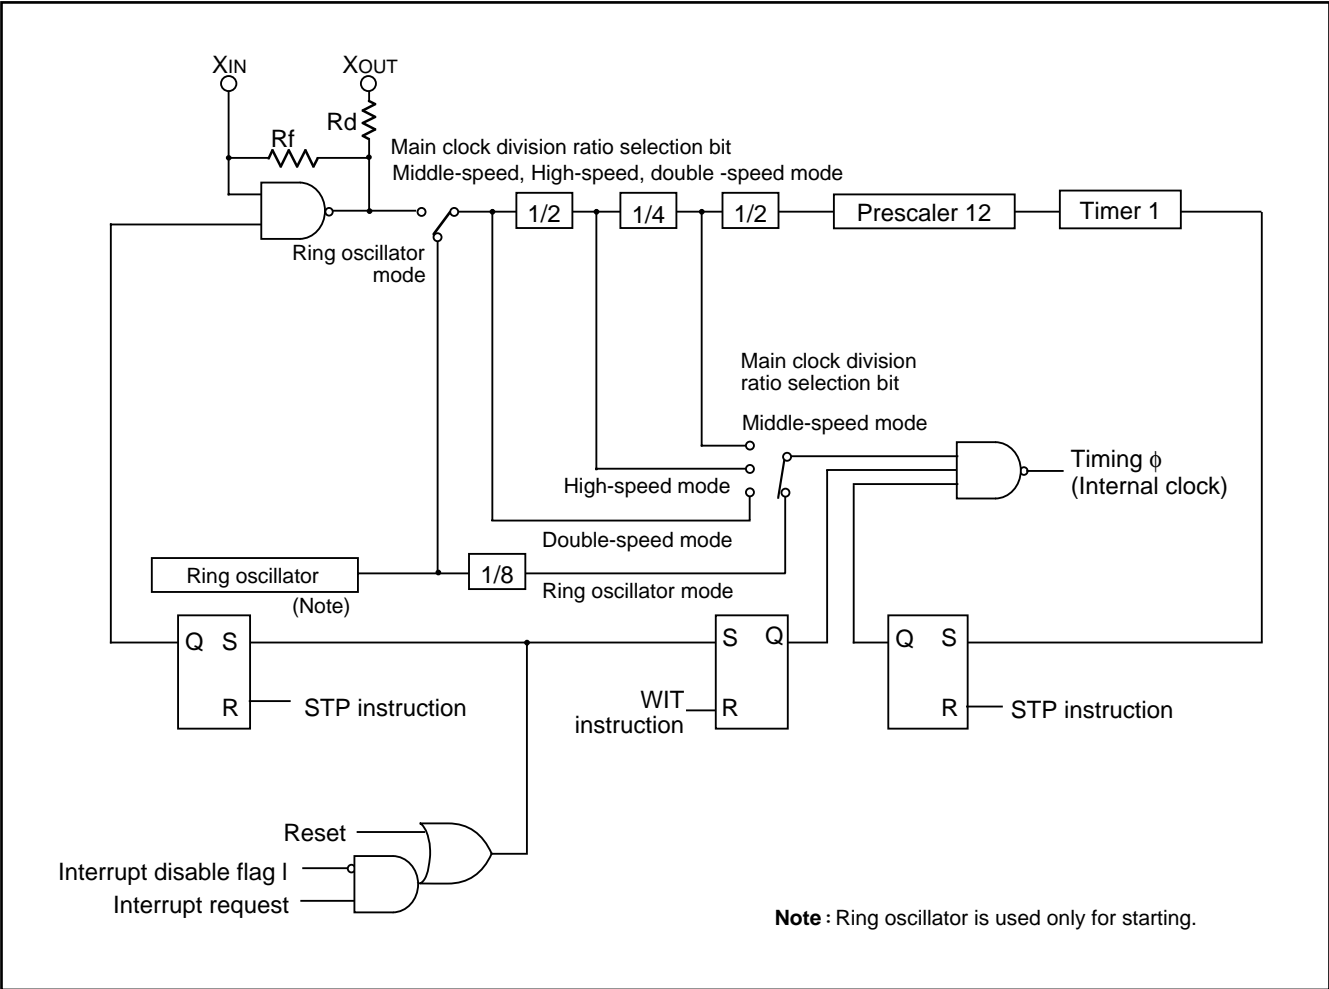 XIN
XOUT
Rd
Rf
Main clock division ratio selection bit
Middle-speed, High-speed, double -speed mode
1/2
1/4
1/2
Prescaler 12
Timer 1
Ring oscillator
mode
Main clock division
ratio selection bit
Middle-speed mode
Timing ϕ
(Internal clock)
High-speed mode
Double-speed mode
Ring oscillator
1/8
Ring oscillator mode
(Note)
Q S
S Q
Q S
R
STP instruction
WIT
instruction
R
R
STP instruction
Reset
Interrupt disable flag I
Interrupt request
Note : Ring oscillator is used only for starting.